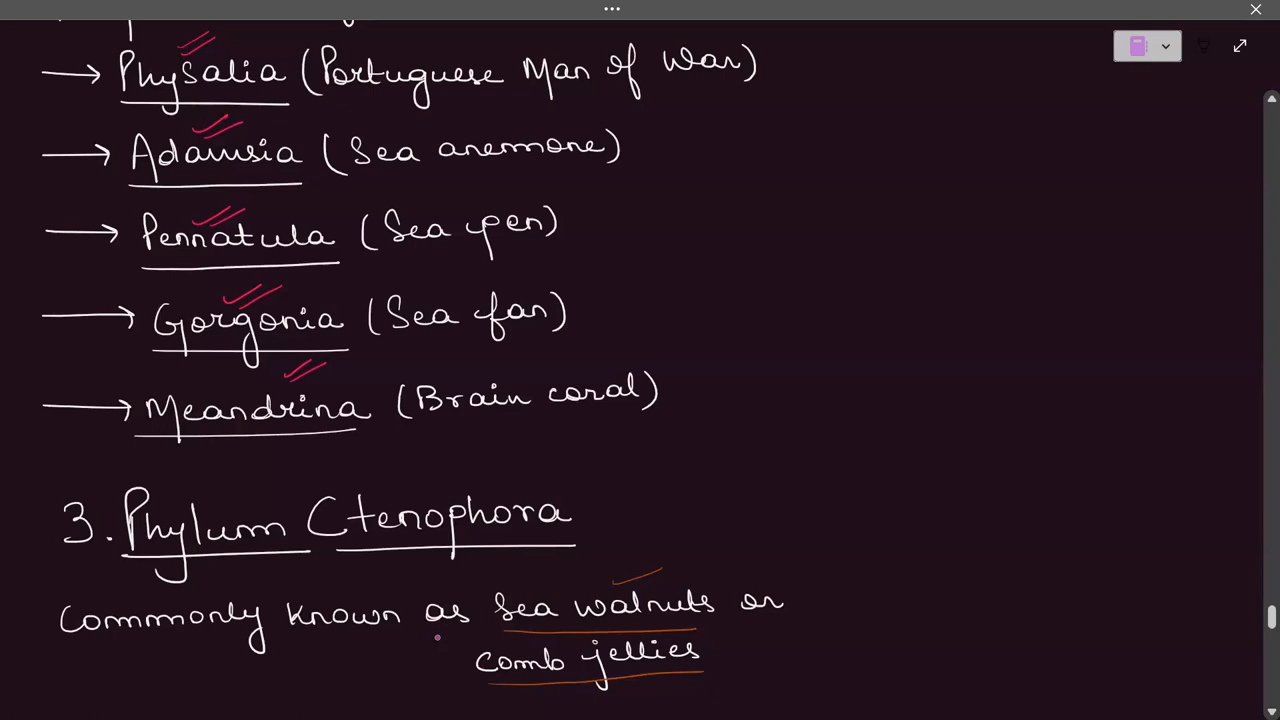 → Physalia (Portuguese Man of War)
→ Adamsia (Sea anemone)
→ Pennatula (Sea pen)
→ Gorgonia (Sea fan)
→ Meandrina (Brain coral)
3. Phylum Ctenophora
Commonly known as Sea walnuts or
comb jellies